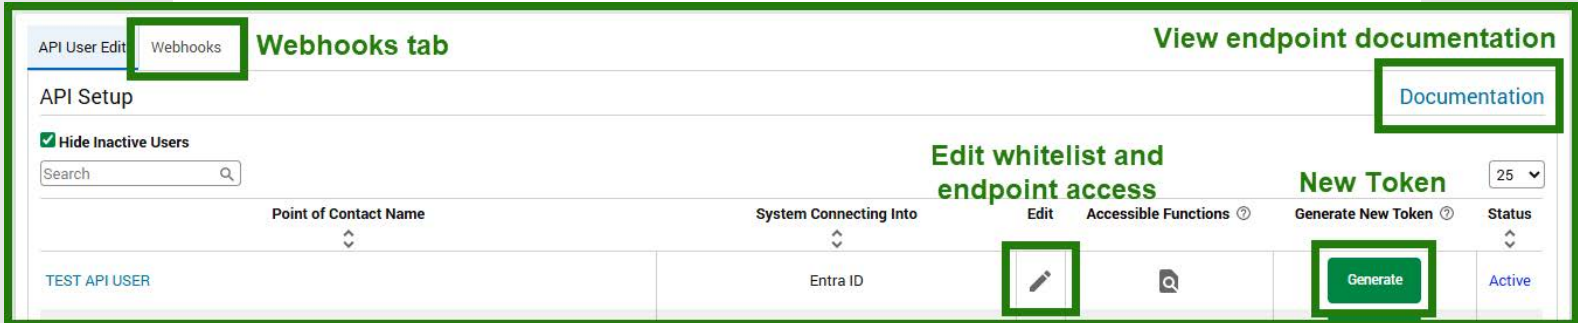 API User Edit Webhooks Webhooks tab View endpoint documentation
API Setup Documentation
Hide Inactive Users
Search
Edit whitelist and
endpoint access
New Token
25
Point of Contact Name System Connecting Into Edit Accessible Functions Generate New Token Status
TEST API USER Entra ID Generate Active